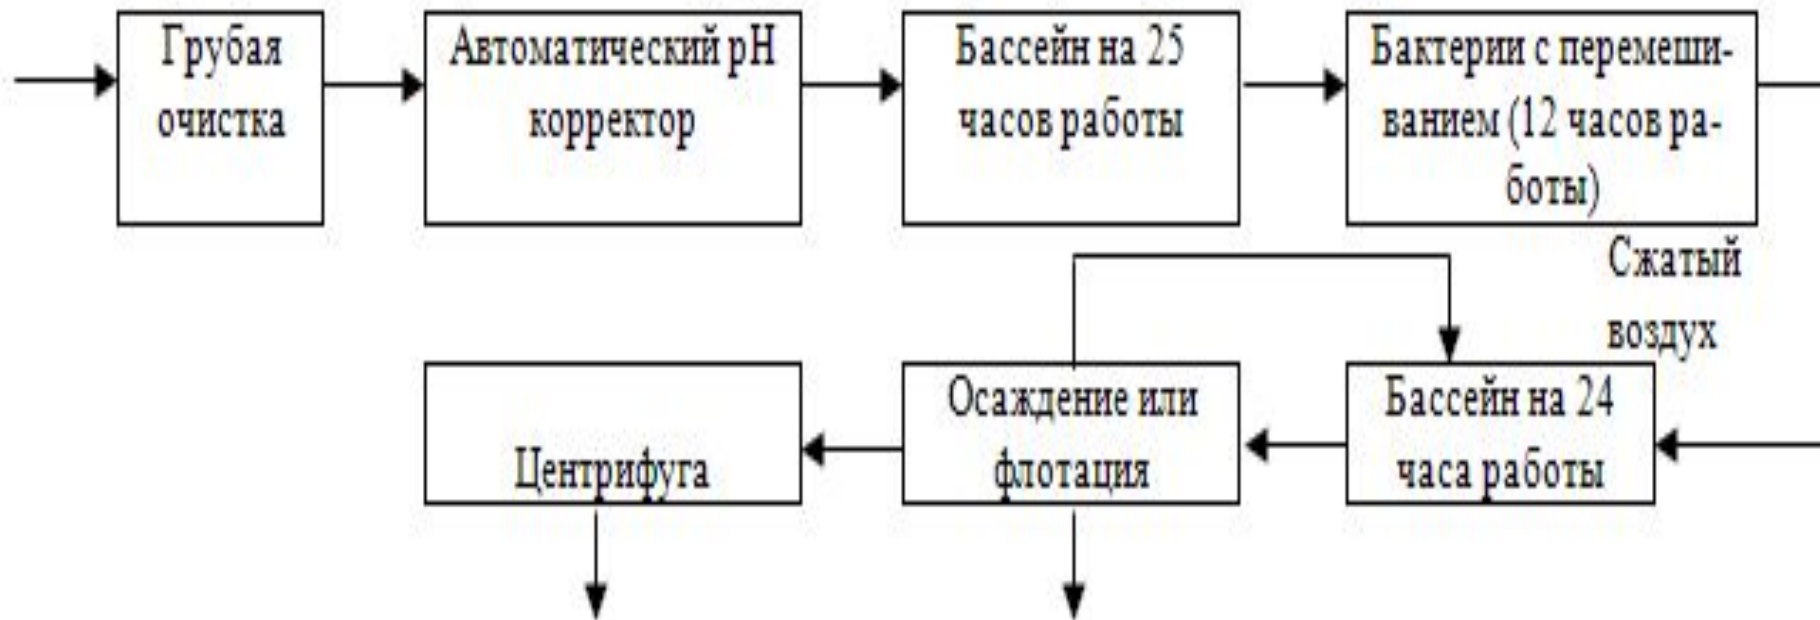 Грубая
очистка
Автоматический pH
корректор
Бассейн на 25
часов работы
Бактерии с перемеши-
ванием (12 часов ра-
боты)
Сжатый
воздух
Бассейн на 24
часа работы
Осаждение или
флотация
Центрифуга